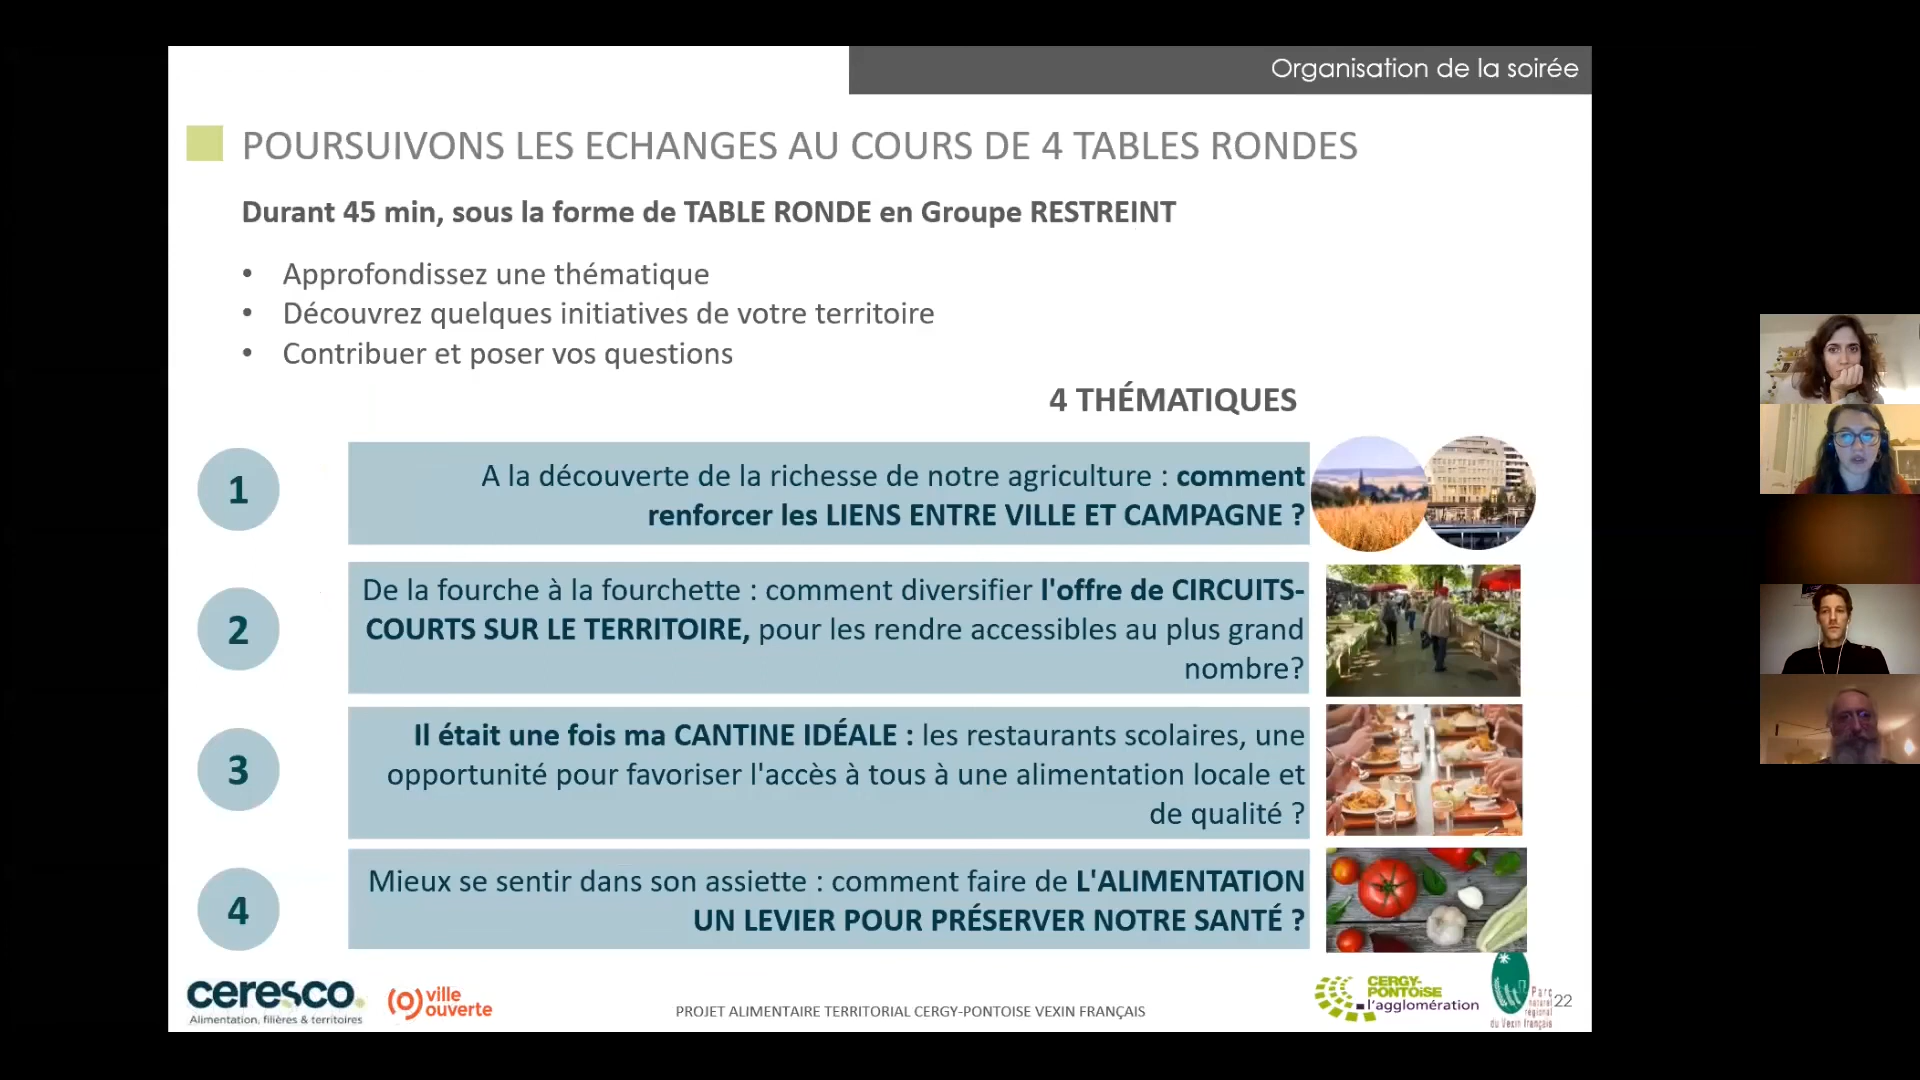 Organisation de la soirée
POURSUIVONS LES ECHANGES AU COURS DE 4 TABLES RONDES
Durant 45 min, sous la forme de TABLE RONDE en Groupe RESTREINT
• Approfondissez une thématique
• Découvrez quelques initiatives de votre territoire
• Contribuer et poser vos questions
4 THÉMATIQUES
1
A la découverte de la richesse de notre agriculture : comment
renforcer les LIENS ENTRE VILLE ET CAMPAGNE ?
2
De la fourche à la fourchette : comment diversifier l'offre de CIRCUITS-
COURTS SUR LE TERRITOIRE, pour les rendre accessibles au plus grand
nombre?
3
Il était une fois ma CANTINE IDÉALE : les restaurants scolaires, une
opportunité pour favoriser l'accès à tous à une alimentation locale et
de qualité ?
4
Mieux se sentir dans son assiette : comment faire de L'ALIMENTATION
UN LEVIER POUR PRÉSERVER NOTRE SANTÉ ?
ceresco
Alimentation, filières & territoires
ville
ouverte
PROJET ALIMENTAIRE TERRITORIAL CERGY-PONTOISE VEXIN FRANÇAIS
CERGY-
PONTOISE
l'agglomération
Parc
naturel
régional
du Vexin français
22